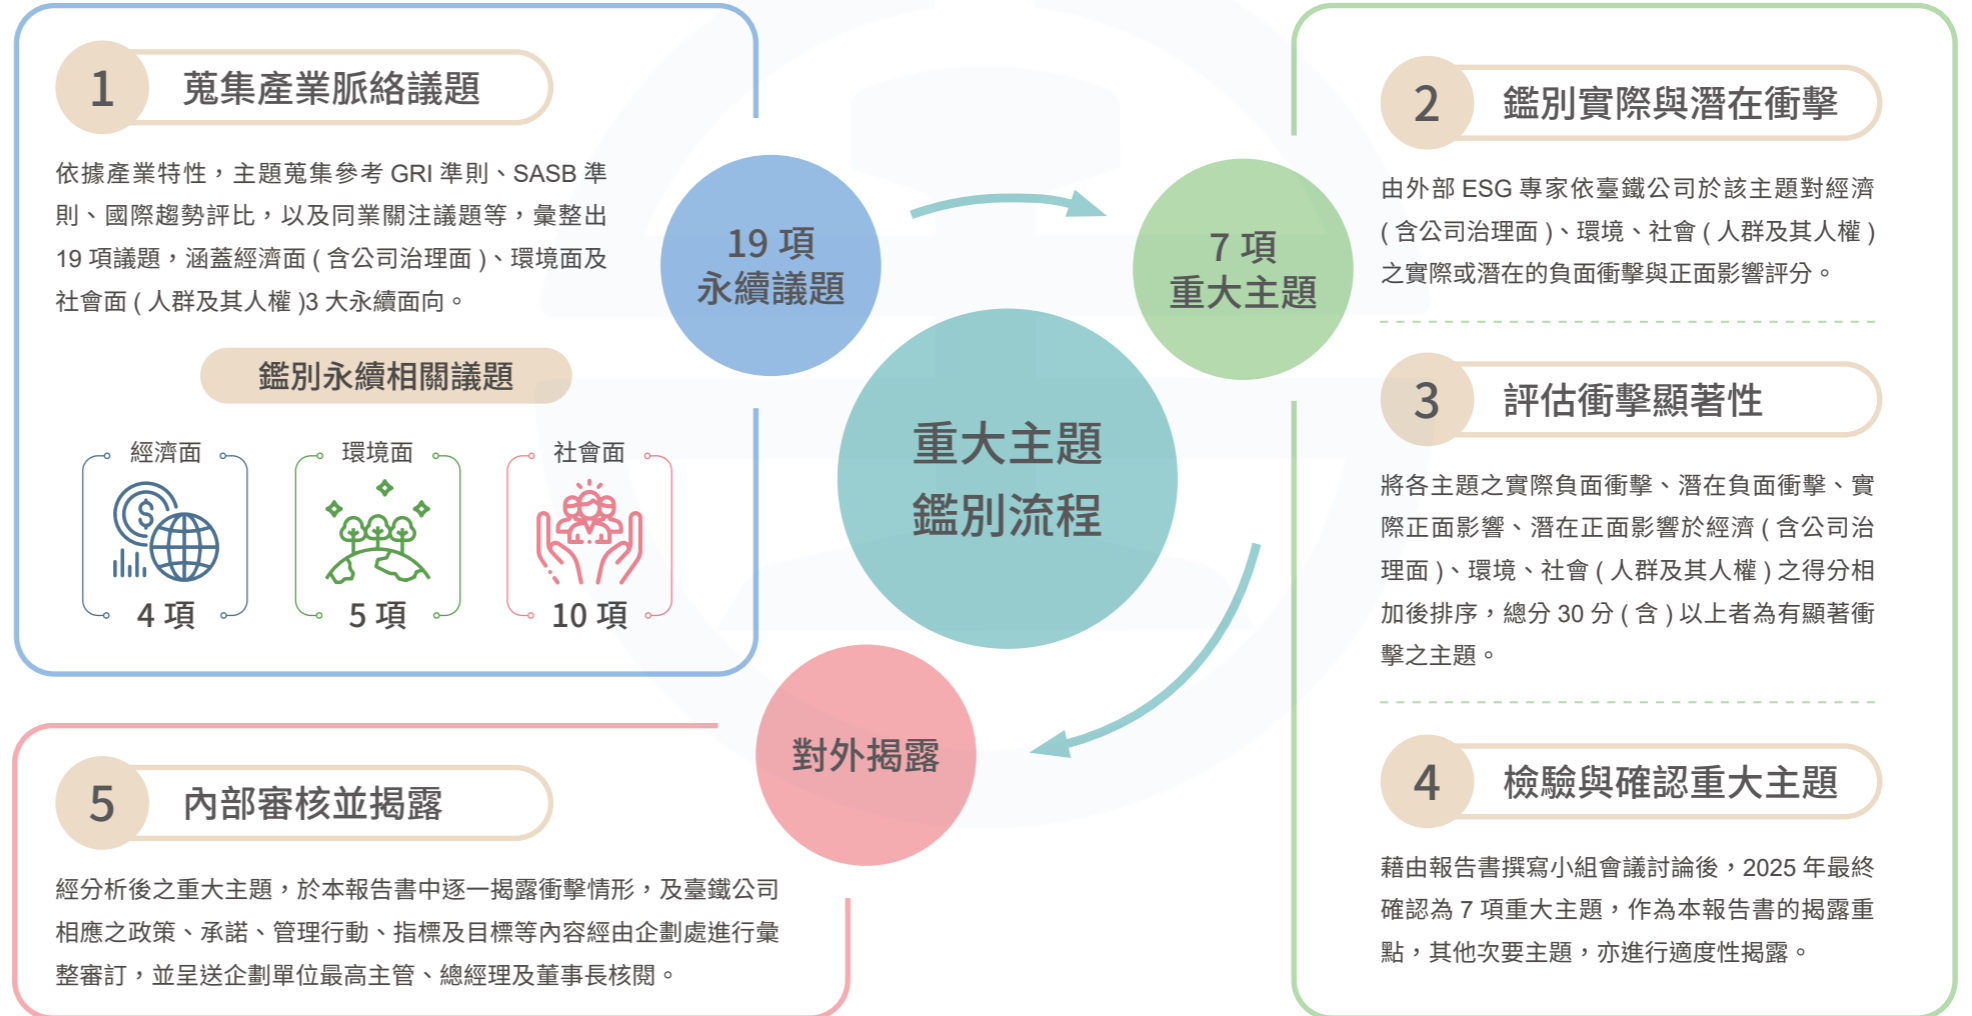 1
蒐集產業脈絡議題
依據產業特性，主題蒐集參考 GRI 準則、SASB 準
則、國際趨勢評比，以及同業關注議題等，彙整出
19 項議題，涵蓋經濟面 ( 含公司治理面 )、環境面及
社會面 ( 人群及其人權 )3 大永續面向。
鑑別永續相關議題
經濟面
4 項
環境面
5 項
社會面
10 項
19 項
永續議題
7 項
重大主題
重大主題
鑑別流程
對外揭露
2
鑑別實際與潛在衝擊
由外部 ESG 專家依臺鐵公司於該主題對經濟
( 含公司治理面 )、環境、社會 ( 人群及其人權 )
之實際或潛在的負面衝擊與正面影響評分。
3
評估衝擊顯著性
將各主題之實際負面衝擊、潛在負面衝擊、實
際正面影響、潛在正面影響於經濟 ( 含公司治
理面 )、環境、社會 ( 人群及其人權 ) 之得分相
加後排序，總分 30 分 ( 含 ) 以上者為有顯著衝
擊之主題。
4
檢驗與確認重大主題
藉由報告書撰寫小組會議討論後，2025 年最終
確認為 7 項重大主題，作為本報告書的揭露重
點，其他次要主題，亦進行適度性揭露。
5
內部審核並揭露
經分析後之重大主題，於本報告書中逐一揭露衝擊情形，及臺鐵公司
相應之政策、承諾、管理行動、指標及目標等內容經由企劃處進行彙
整審訂，並呈送企劃單位最高主管、總經理及董事長核閱。